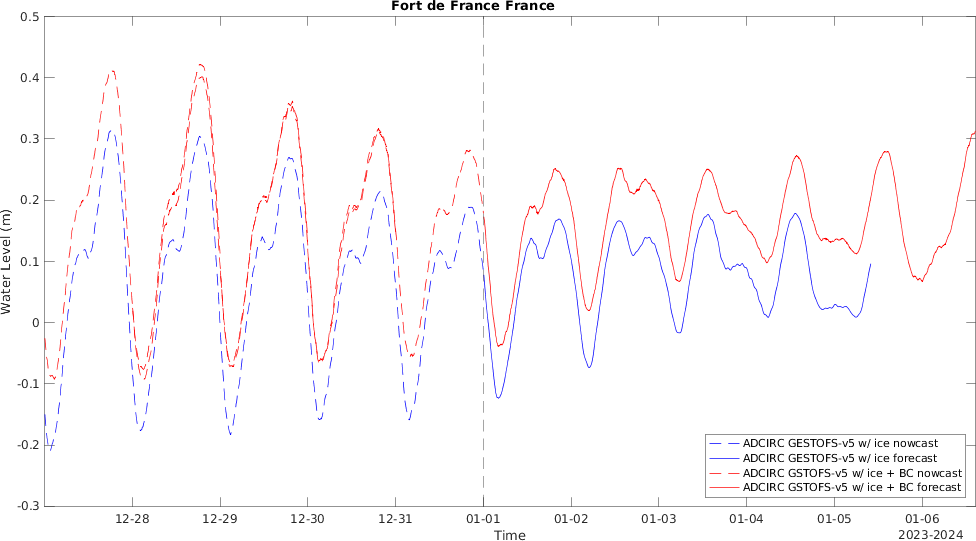 Fort de France France
0.5
0.4
0.3
0.2
0.1
0
-0.1
-0.2
-0.3
Water Level (m)
12-28 12-29 12-30 12-31 01-01 01-02 01-03 01-04 01-05 01-06
Time
2023-2024
ADCIRC GESTOFS-v5 w/ ice nowcast
ADCIRC GESTOFS-v5 w/ ice forecast
ADCIRC GSTOFS-v5 w/ ice + BC nowcast
ADCIRC GSTOFS-v5 w/ ice + BC forecast